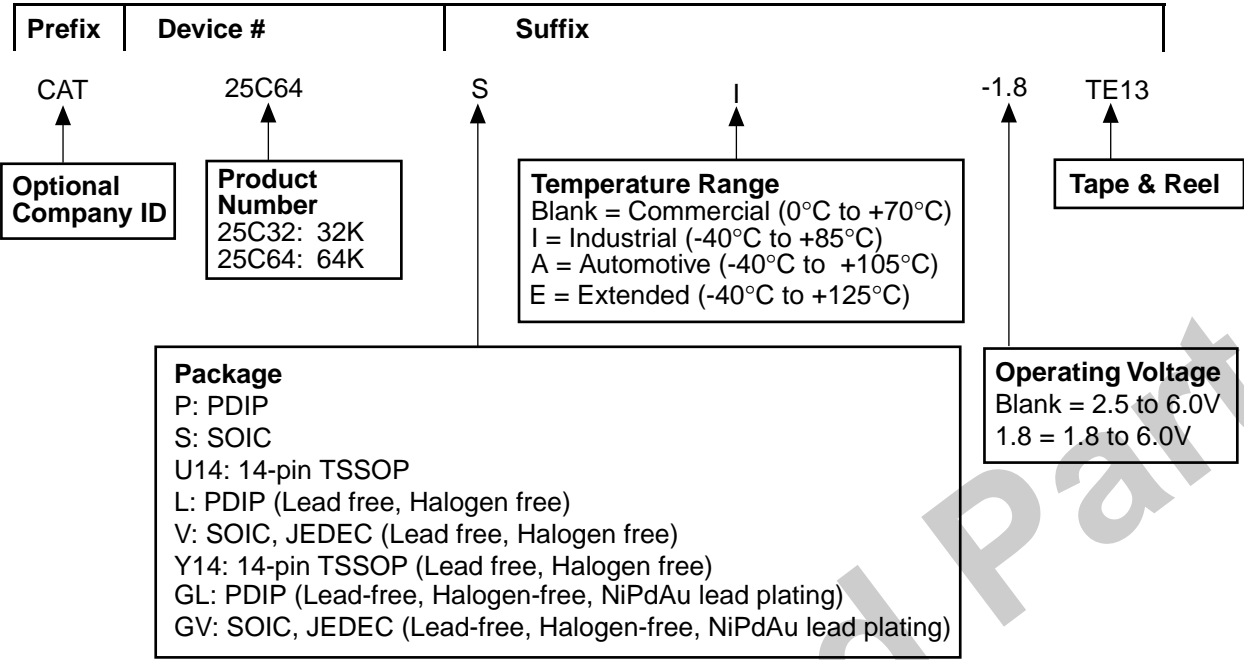 Prefix Device # Suffix
CAT 25C64 S I -1.8 TE13
Optional
Company ID
Product
Number
25C32: 32K
25C64: 64K
Temperature Range
Blank = Commercial (0°C to +70°C)
I = Industrial (-40°C to +85°C)
A = Automotive (-40°C to +105°C)
E = Extended (-40°C to +125°C)
Tape & Reel
Package
P: PDIP
S: SOIC
U14: 14-pin TSSOP
L: PDIP (Lead free, Halogen free)
V: SOIC, JEDEC (Lead free, Halogen free)
Y14: 14-pin TSSOP (Lead free, Halogen free)
GL: PDIP (Lead-free, Halogen-free, NiPdAu lead plating)
GV: SOIC, JEDEC (Lead-free, Halogen-free, NiPdAu lead plating)
Operating Voltage
Blank = 2.5 to 6.0V
1.8 = 1.8 to 6.0V
d Part